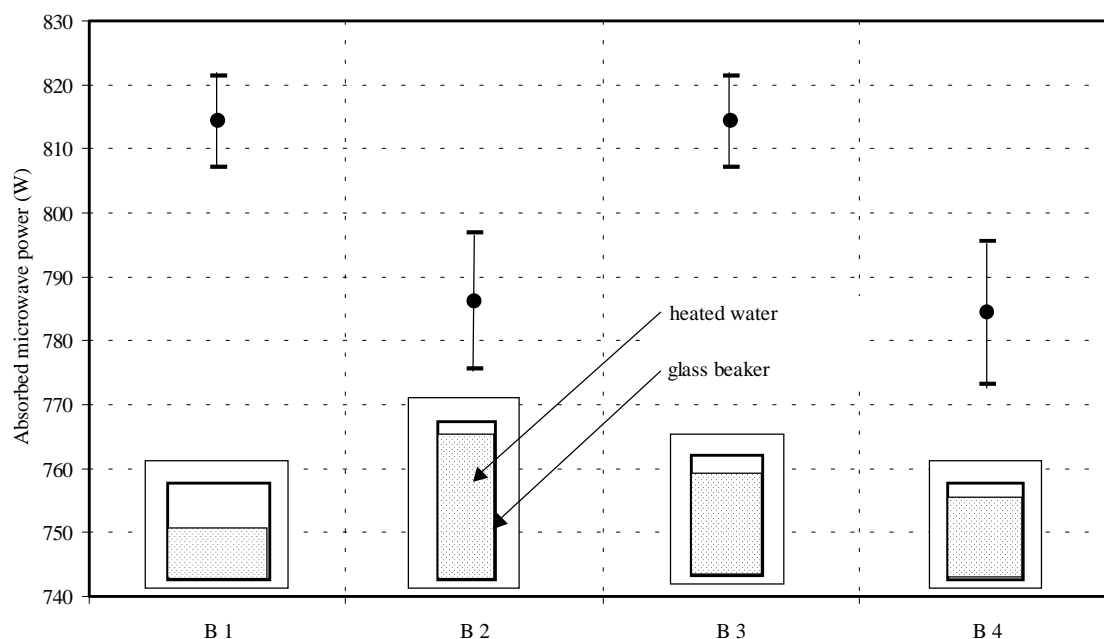 830
820
810
800
790
780
770
760
750
740
Absorbed microwave power (W)
heated water
glass beaker
B 1
B 2
B 3
B 4